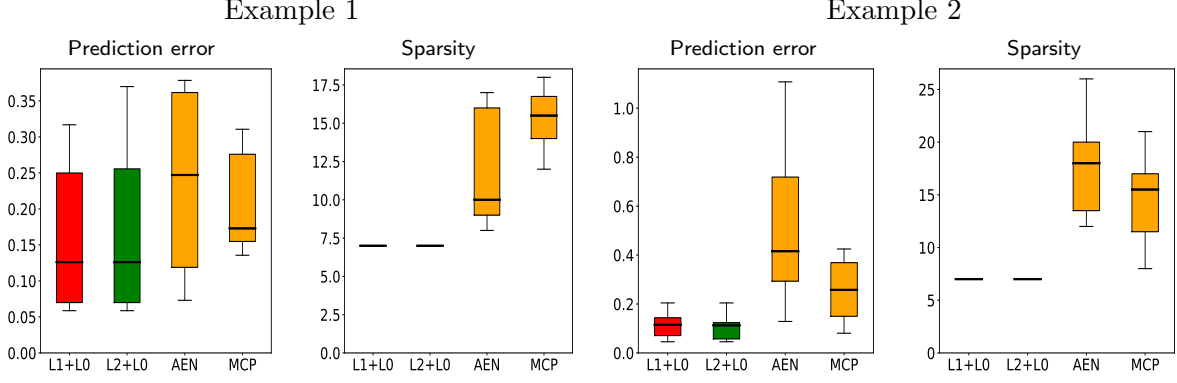 Example 1
Example 2
Prediction error
Sparsity
Prediction error
Sparsity
0.35
0.30
0.25
0.20
0.15
0.10
0.05
0.00
L1+L0 L2+L0 AEN MCP
17.5
15.0
12.5
10.0
7.5
5.0
2.5
0.0
L1+L0 L2+L0 AEN MCP
1.0
0.8
0.6
0.4
0.2
0.0
L1+L0 L2+L0 AEN MCP
25
20
15
10
5
0
L1+L0 L2+L0 AEN MCP